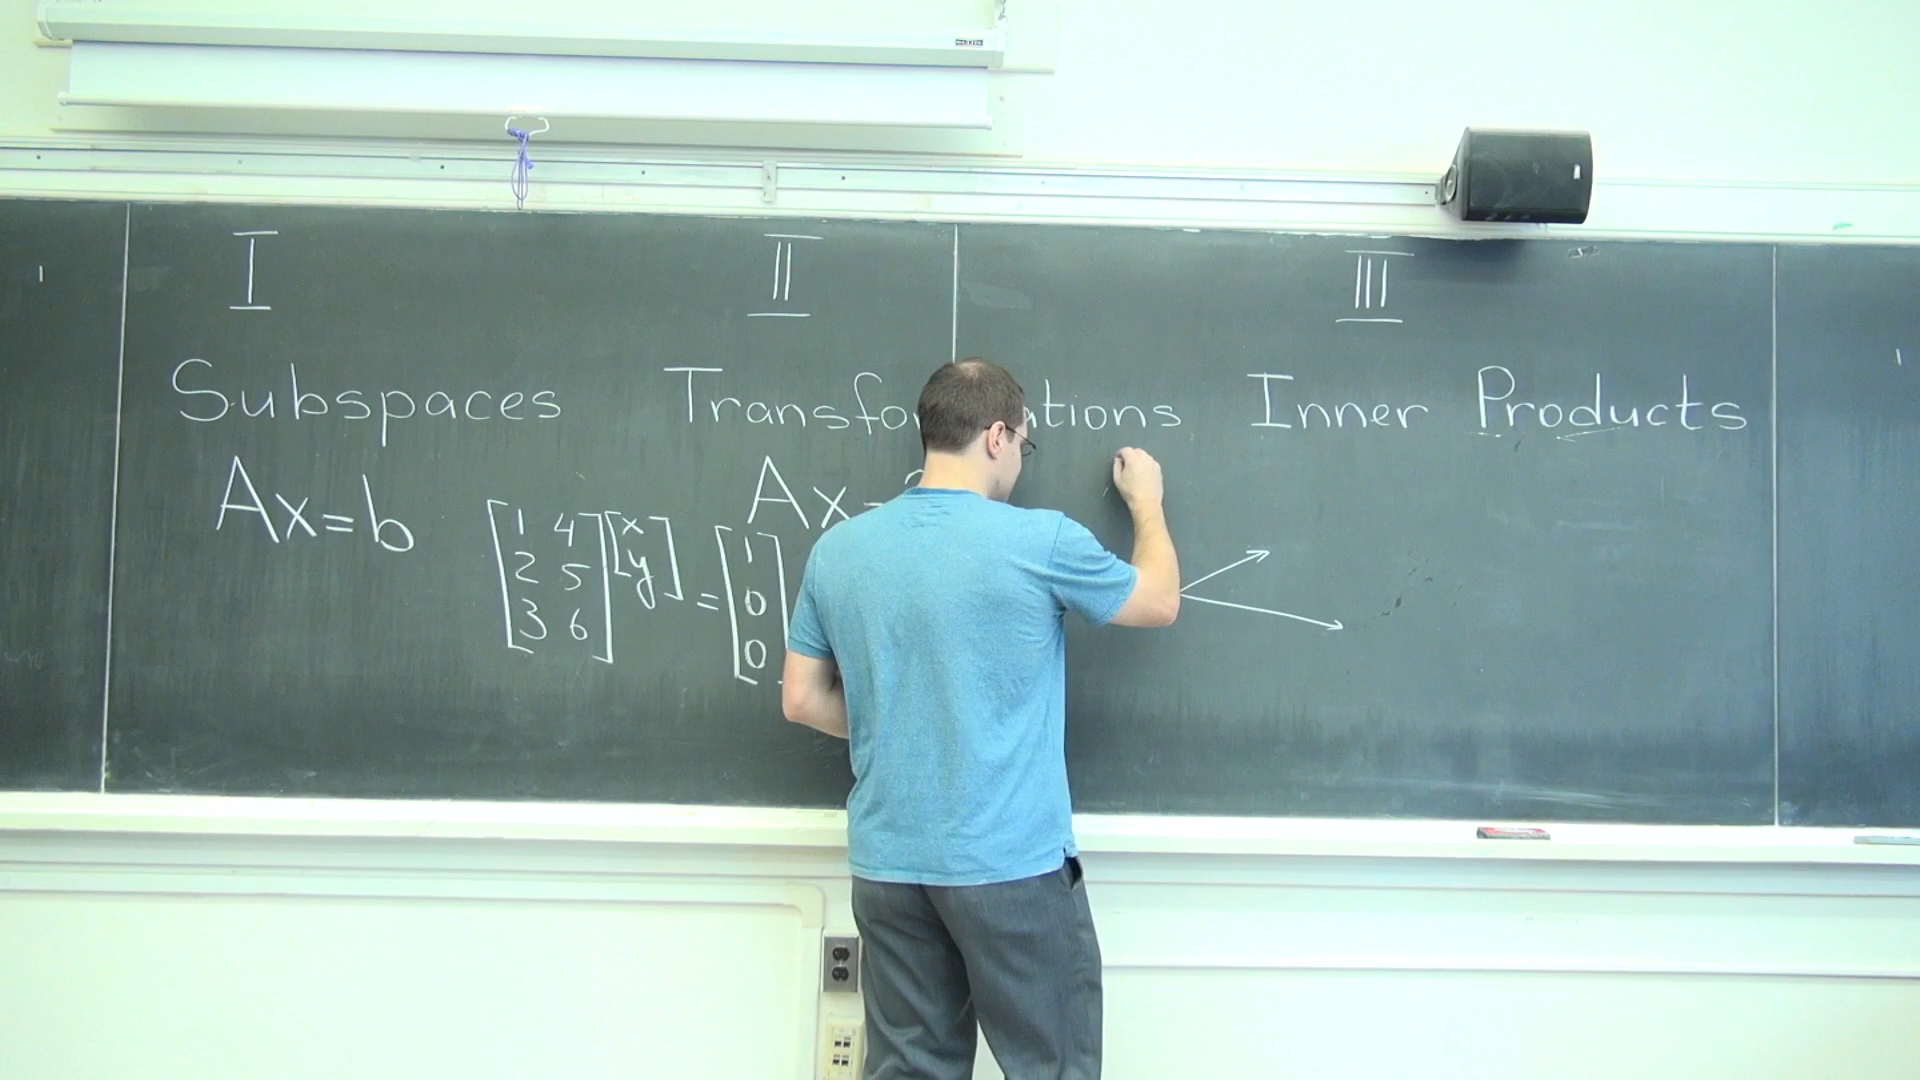 I II III
Subspaces Transfo ations Inner Products
Ax=b Ax=
1 4 x 1
2 5 y = 0
3 6 0